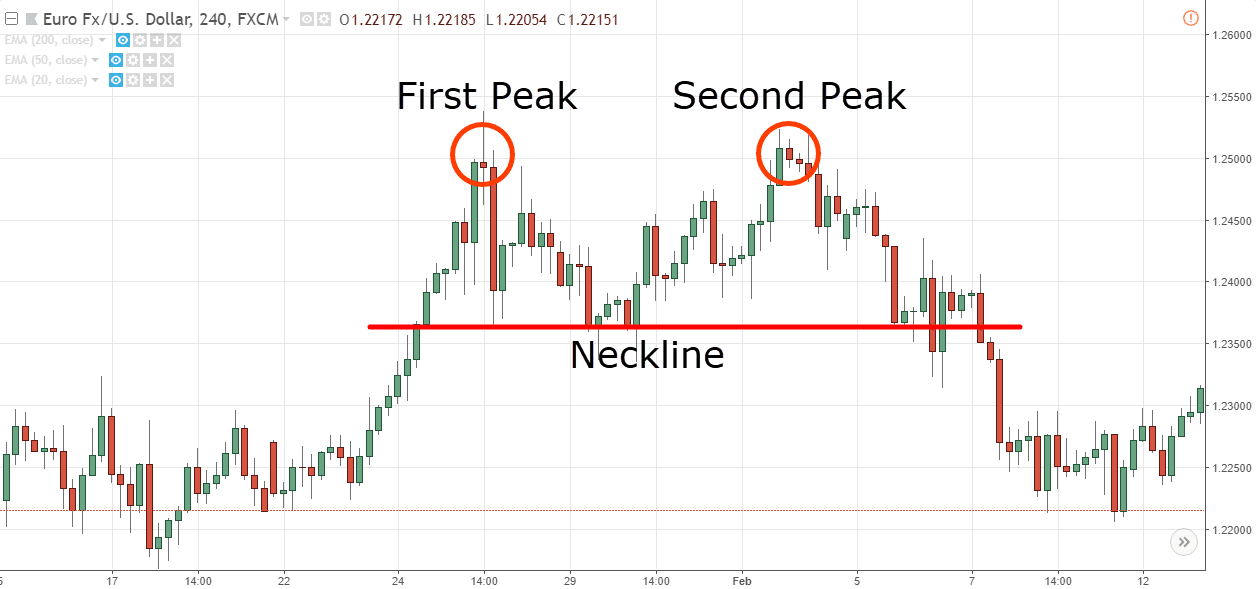 Euro Fx/U.S. Dollar, 240, FXCM O1.22172 H1.22185 L1.22054 C1.22151
EMA (200, close)
EMA (50, close)
EMA (20, close)
First Peak Second Peak
Neckline
1.26000
1.25500
1.25000
1.24500
1.24000
1.23500
1.23000
1.22500
1.22000
5 17 14:00 22 24 14:00 29 14:00 Feb 5 7 14:00 12